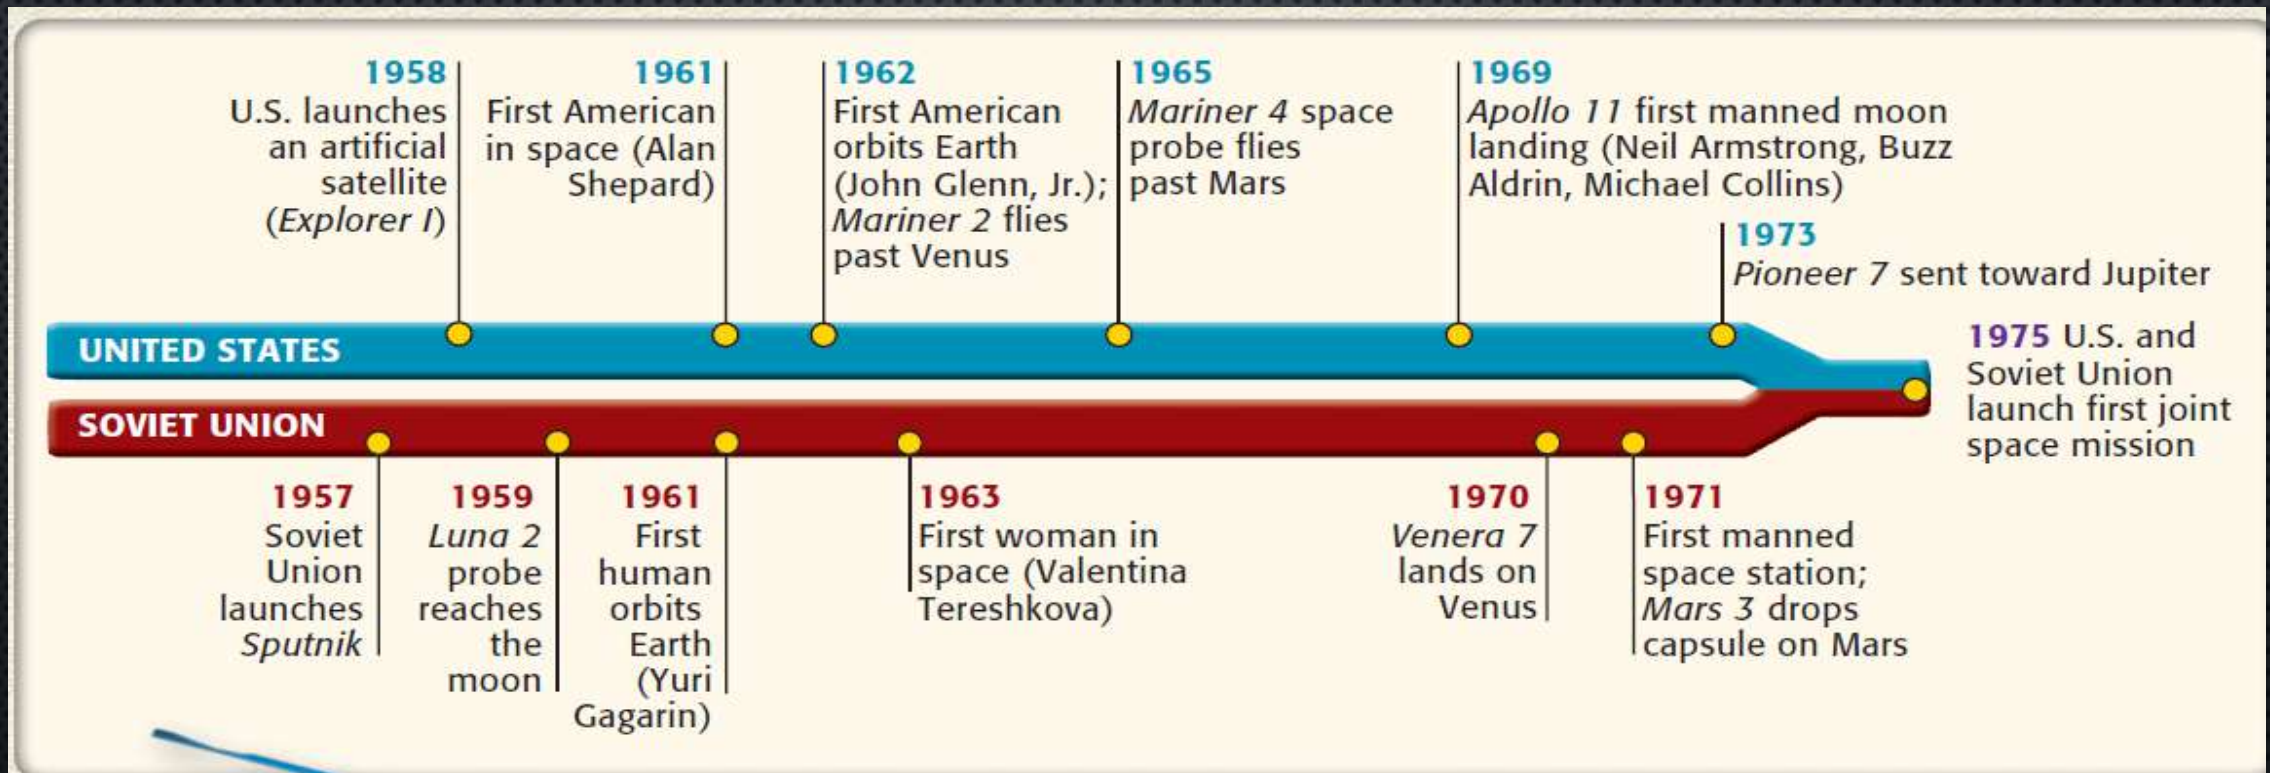 1958
U.S. launches
an artificial
satellite
(Explorer I)
1961
First American
in space (Alan
Shepard)
1962
First American
orbits Earth
(John Glenn, Jr.);
Mariner 2 flies
past Venus
1965
Mariner 4 space
probe flies
past Mars
1969
Apollo 11 first manned moon
landing (Neil Armstrong, Buzz
Aldrin, Michael Collins)
1973
Pioneer 7 sent toward Jupiter
UNITED STATES
1975 U.S. and
Soviet Union
launch first joint
space mission
SOVIET UNION
1957
Soviet
Union
launches
Sputnik
1959
Luna 2
probe
reaches
the
moon
1961
First
human
orbits
Earth
(Yuri
Gagarin)
1963
First woman in
space (Valentina
Tereshkova)
1970
Venera 7
lands on
Venus
1971
First manned
space station;
Mars 3 drops
capsule on Mars